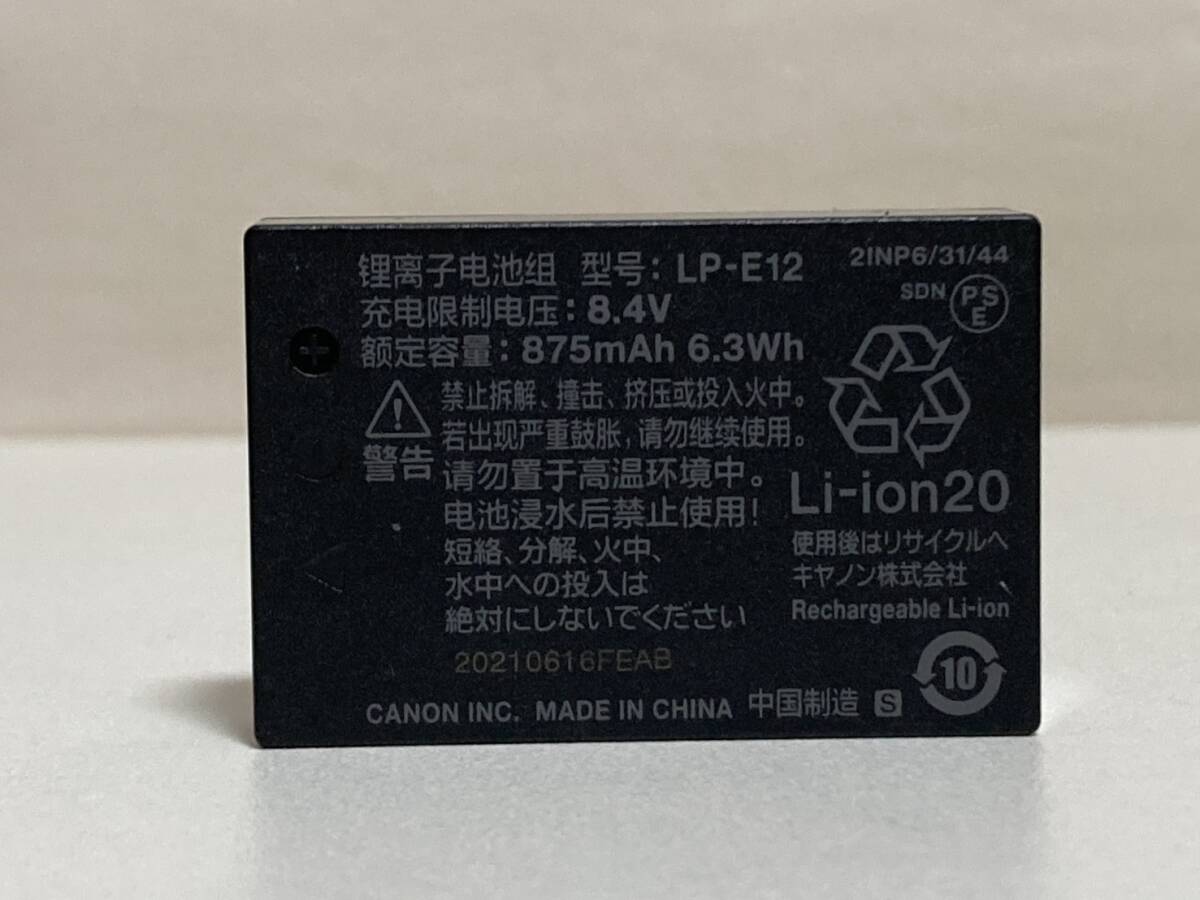 锂离子电池组 型号: LP-E12
充电限制电压: 8.4V
额定容量: 875mAh 6.3Wh
2INP6/31/44
SDN PSE
+
警告
禁止拆解、撞击、挤压或投入火中。
若出现严重鼓胀,请勿继续使用。
请勿置于高温环境中。
电池浸水后禁止使用!
短絡、分解、火中、
水中への投入は
絶対にしないでください
Li-ion20
使用後はリサイクルへ
キヤノン株式会社
Rechargeable Li-ion
20210616FEAB
10
CANON INC. MADE IN CHINA 中国制造 S